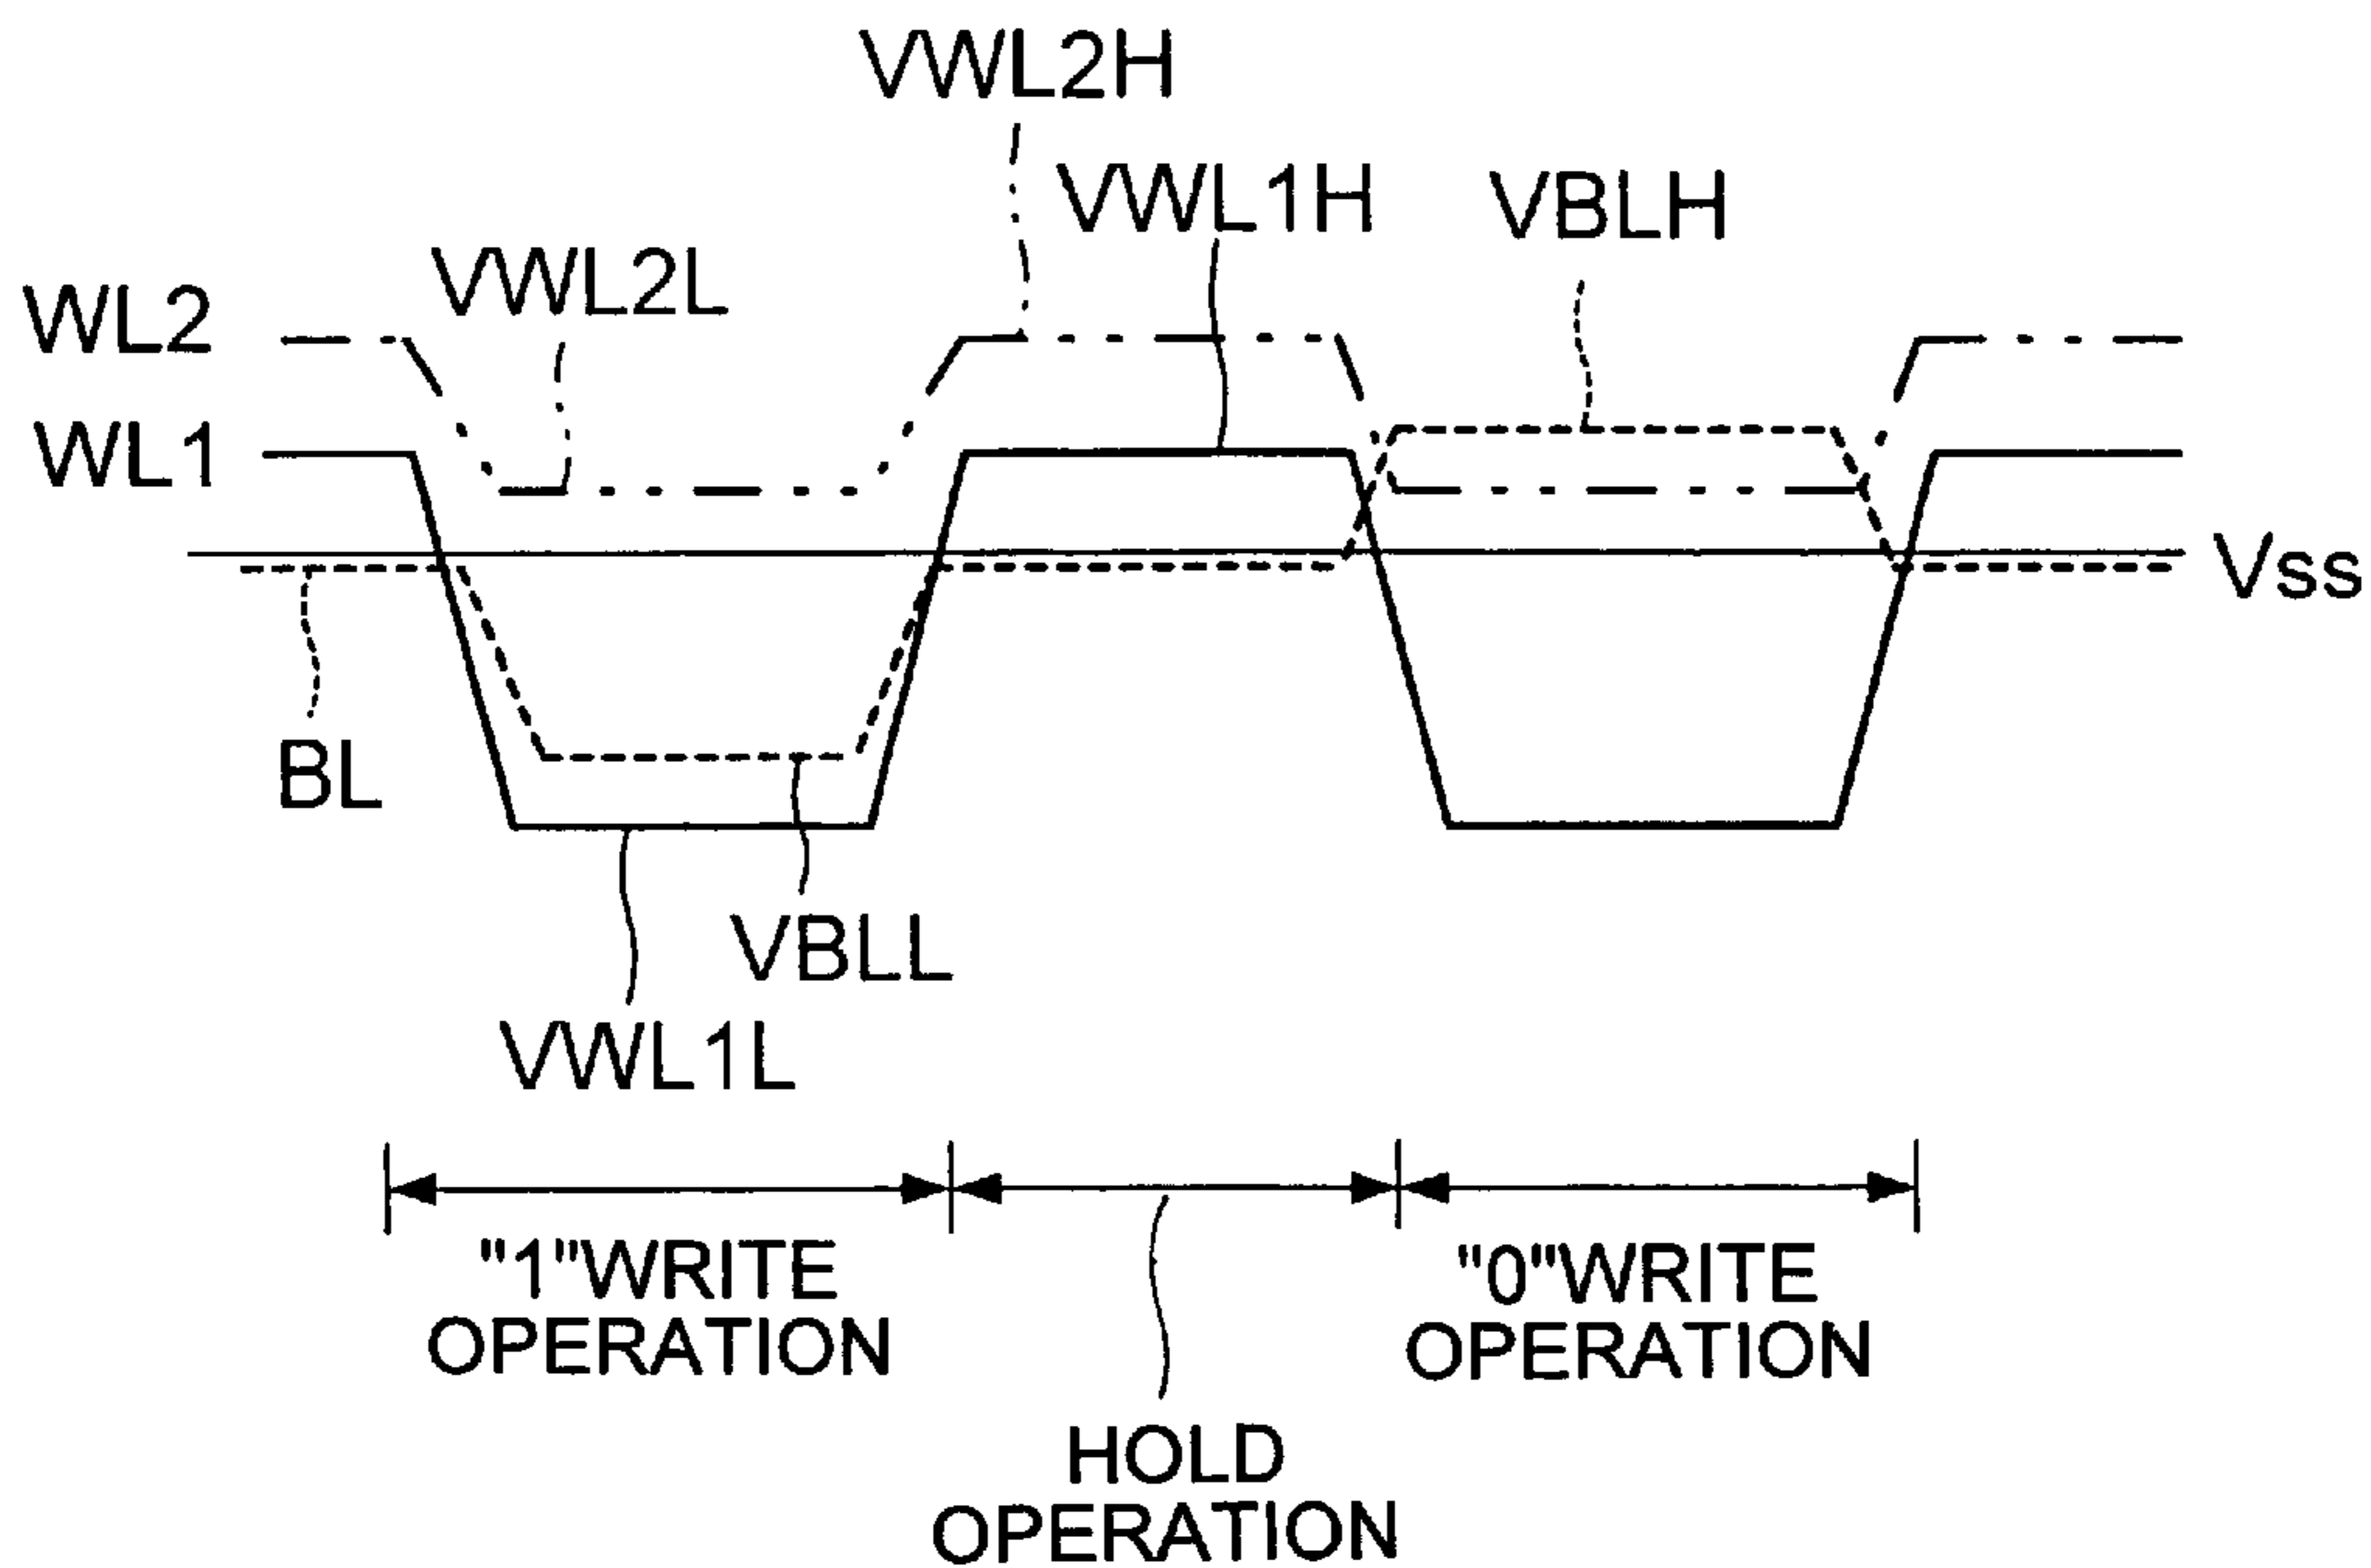 VWL2H
VWL1H
VBLH
VWL2L
WL2
WL1
Vss
BL
VBLL
VWL1L
"1"WRITE
OPERATION
"0"WRITE
OPERATION
HOLD
OPERATION